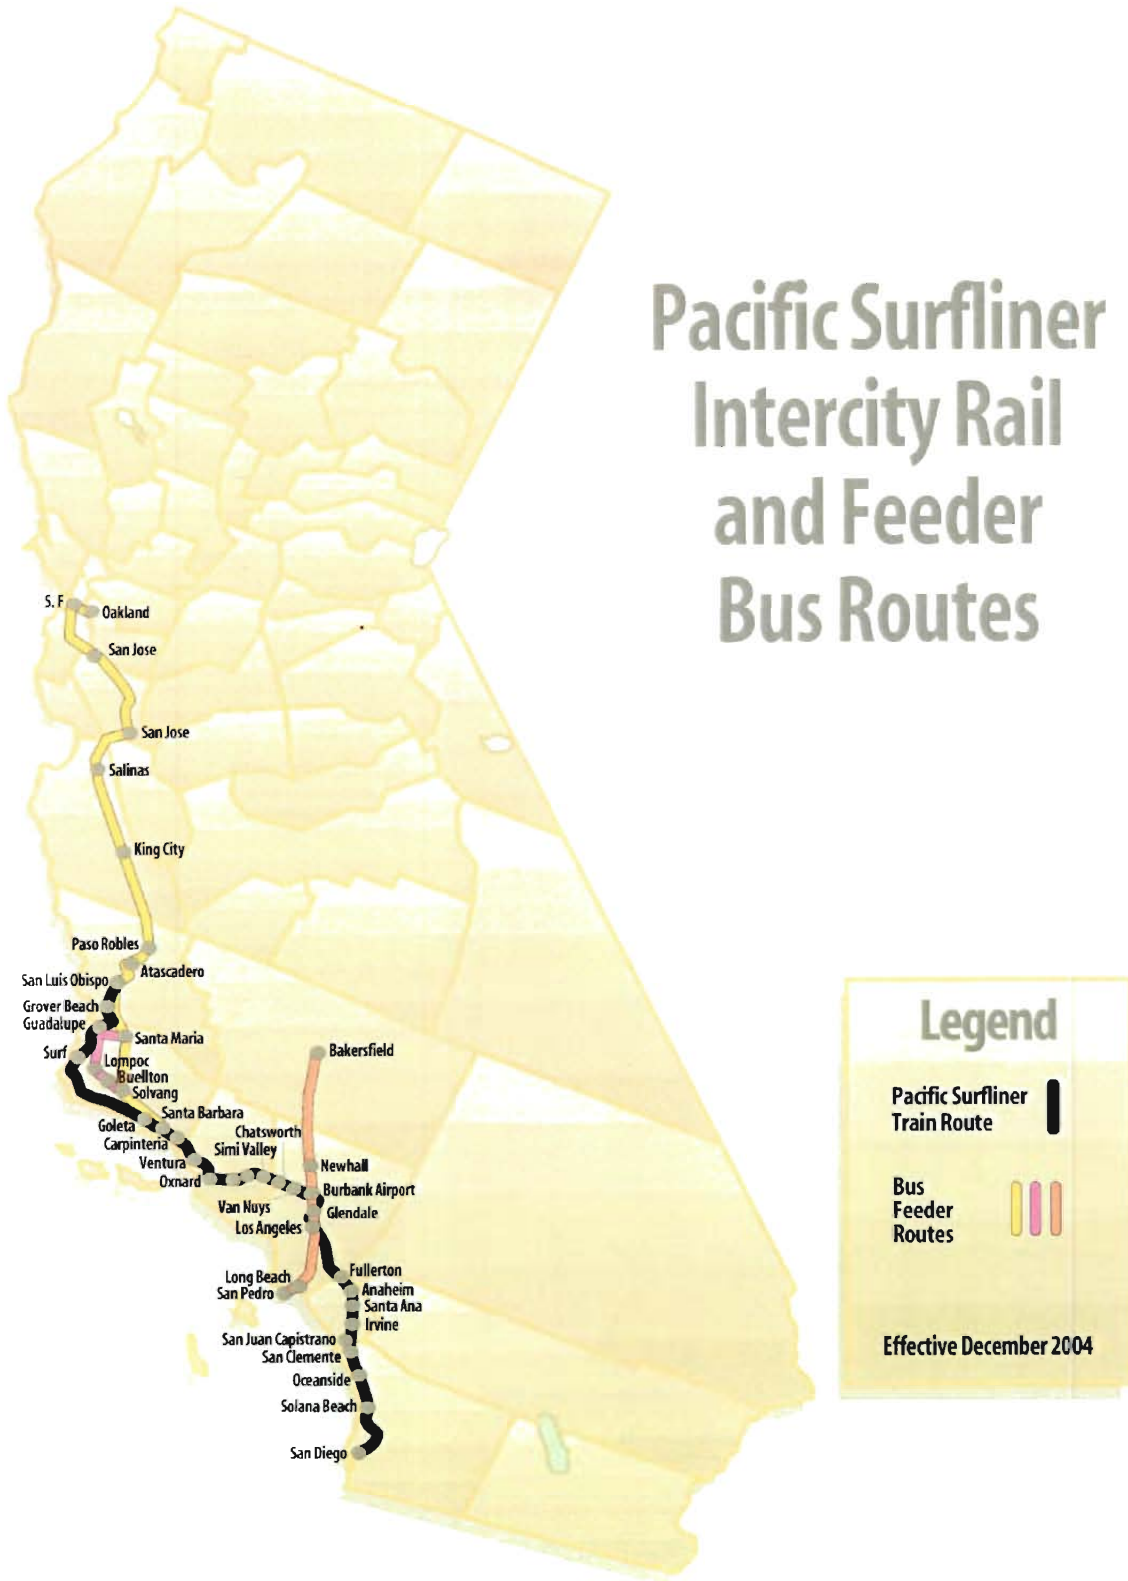 Pacific Surfliner
Intercity Rail
and Feeder
Bus Routes
S. F
Oakland
San Jose
San Jose
Salinas
King City
Paso Robles
Atascadero
San Luis Obispo
Grover Beach
Guadalupe
Santa Maria
Surf
Lompoc
Buellton
Solvang
Bakersfield
Santa Barbara
Goleta
Carpinteria
Chatsworth
Simi Valley
Ventura
Newhall
Oxnard
Burbank Airport
Van Nuys
Glendale
Los Angeles
Fullerton
Long Beach
Anaheim
San Pedro
Santa Ana
Irvine
San Juan Capistrano
San Clemente
Oceanside
Solana Beach
San Diego
Legend
Pacific Surfliner
Train Route
Bus
Feeder
Routes
Effective December 2004